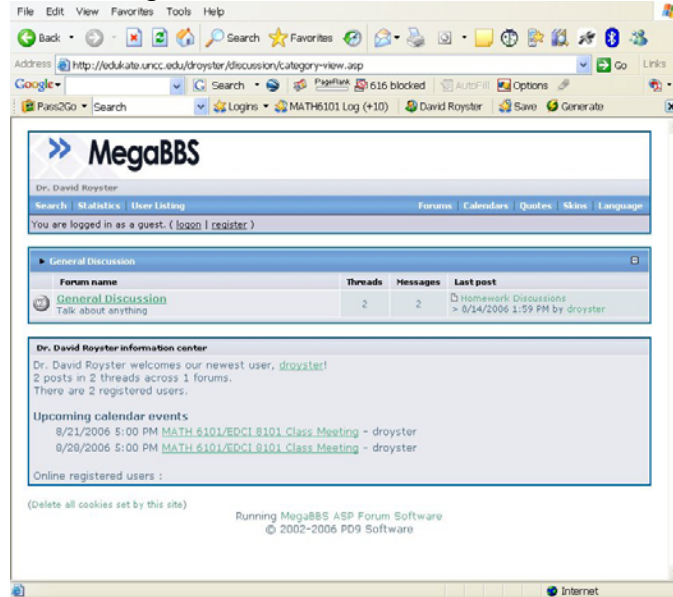 File Edit View Favorites Tools Help
Back Search Favorites
Address http://edukate.uncc.edu/droyster/discussion/category-view.asp Go Links
Google Search PageRank 616 blocked AutoFill Options
Pass2Go Search Logins MATH6101 Log (+10) David Royster Save Generate
MegaBBS
Dr. David Royster
Search Statistics User Listing Forums Calendars Quotes Skins Language
You are logged in as a guest. ( logon | register )
General Discussion
Forum name Threads Messages Last post
General Discussion 2 2 Homework Discussions
Talk about anything > 8/14/2006 1:59 PM by droyster
Dr. David Royster information center
Dr. David Royster welcomes our newest user, droyster!
2 posts in 2 threads across 1 forums.
There are 2 registered users.
Upcoming calendar events
8/21/2006 5:00 PM MATH 6101/EDCI 8101 Class Meeting - droyster
8/28/2006 5:00 PM MATH 6101/EDCI 8101 Class Meeting - droyster
Online registered users :
(Delete all cookies set by this site)
Running MegaBBS ASP Forum Software
© 2002-2006 PD9 Software
Internet